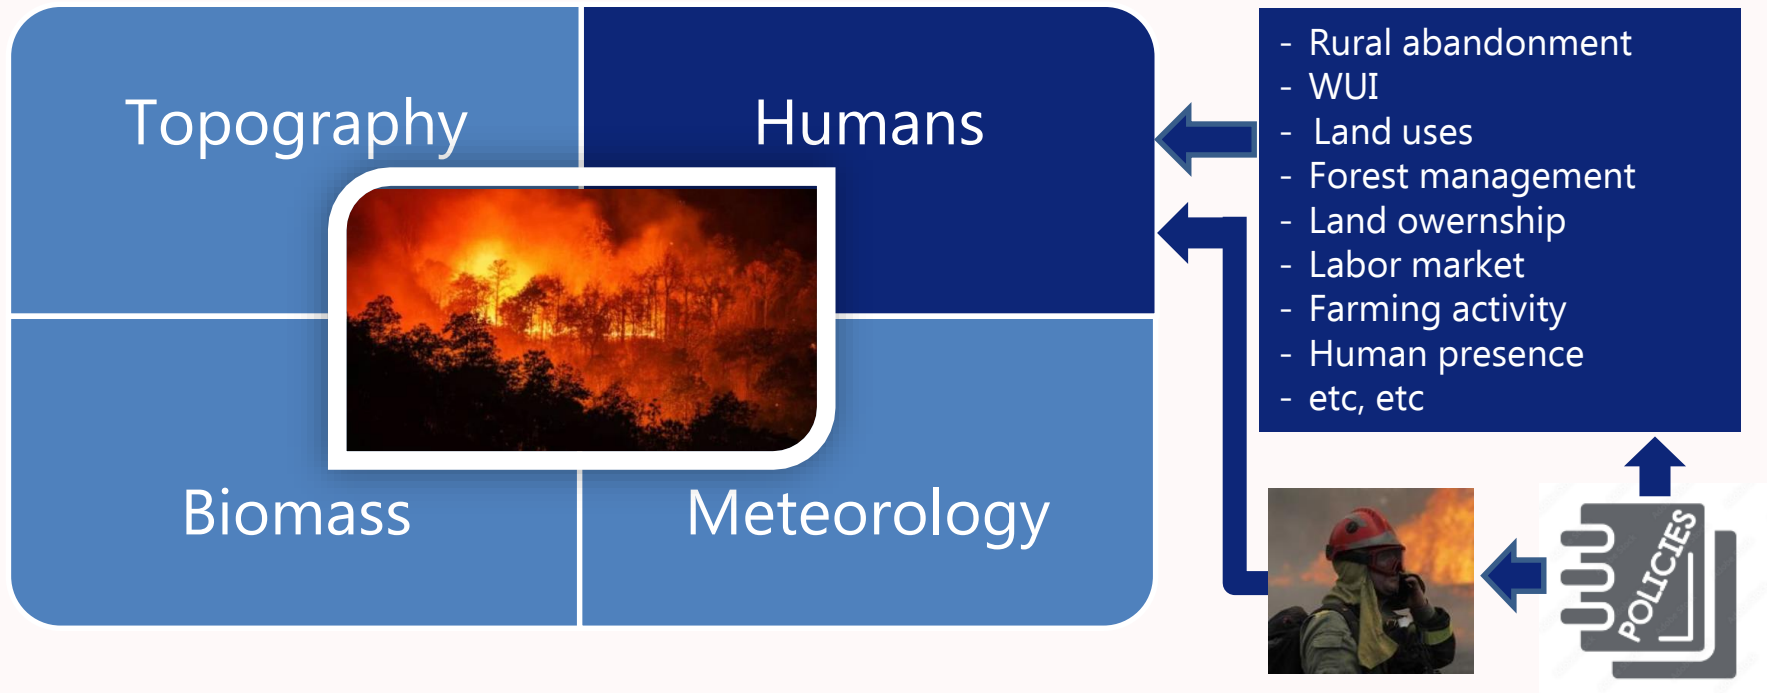 Topography
Humans
Biomass
Meteorology
- Rural abandonment
- WUI
- Land uses
- Forest management
- Land owernship
- Labor market
- Farming activity
- Human presence
- etc, etc
POLICIES